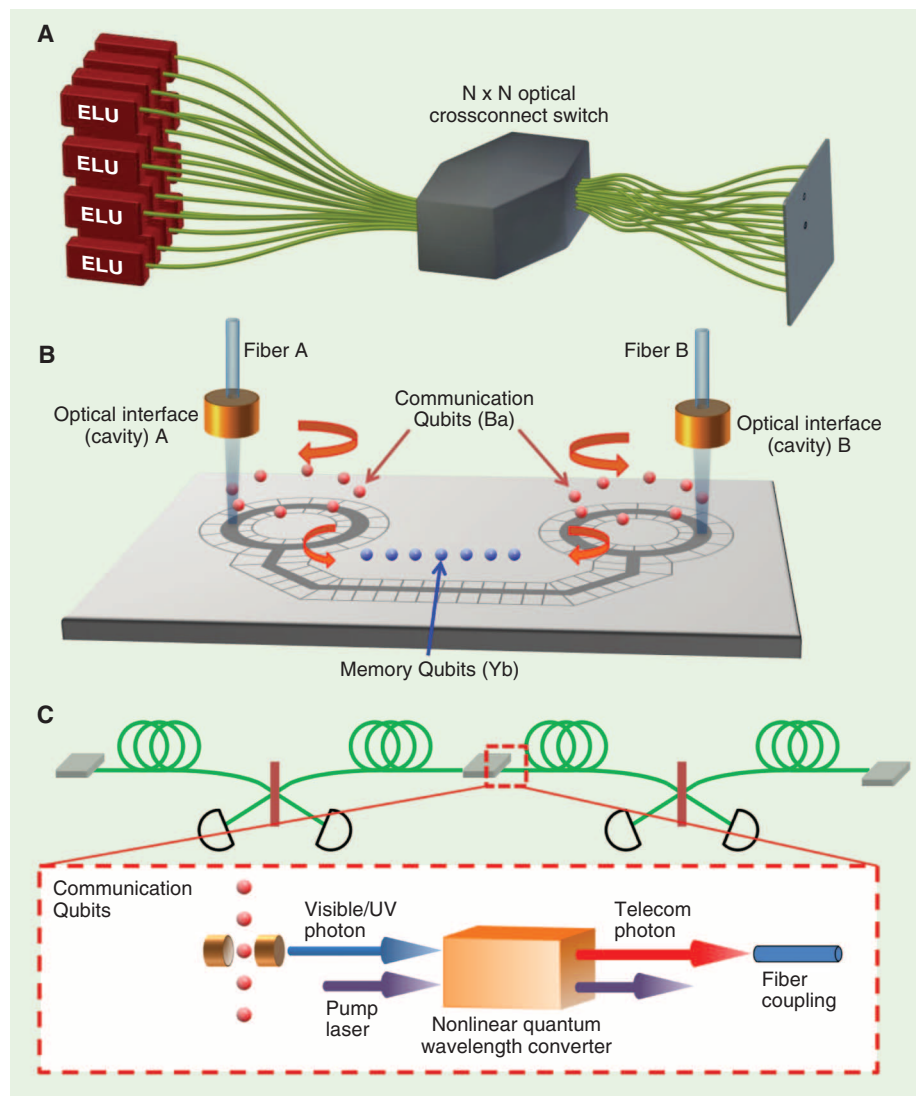 A
ELU
ELU
ELU
ELU
N x N optical
crossconnect switch
B
Fiber A
Fiber B
Optical interface
(cavity) A
Communication
Qubits (Ba)
Optical interface
(cavity) B
Memory Qubits (Yb)
C
Communication
Qubits
Visible/UV
photon
Telecom
photon
Pump
laser
Nonlinear quantum
wavelength converter
Fiber
coupling